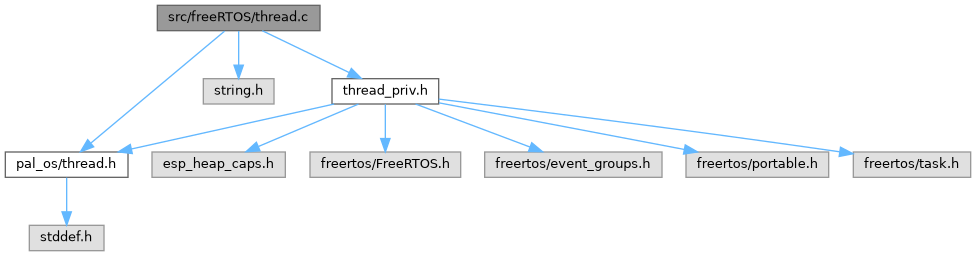 src/freeRTOS/thread.c
string.h
thread_priv.h
pal_os/thread.h
esp_heap_caps.h
freertos/FreeRTOS.h
freertos/event_groups.h
freertos/portable.h
freertos/task.h
stddef.h